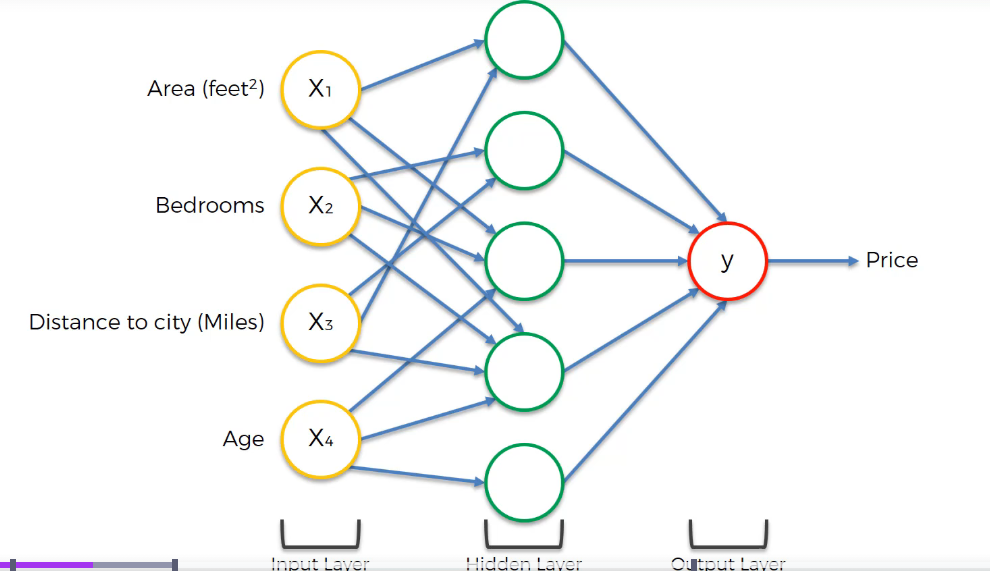 Area (feet²)
X1
Bedrooms
X2
Distance to city (Miles)
X3
Age
X4
y
Price
Input Layer
Hidden Layer
Output Layer